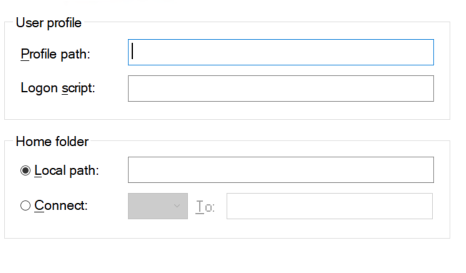 User profile
Profile path:
Logon script:
Home folder
Local path:
Connect:
To: